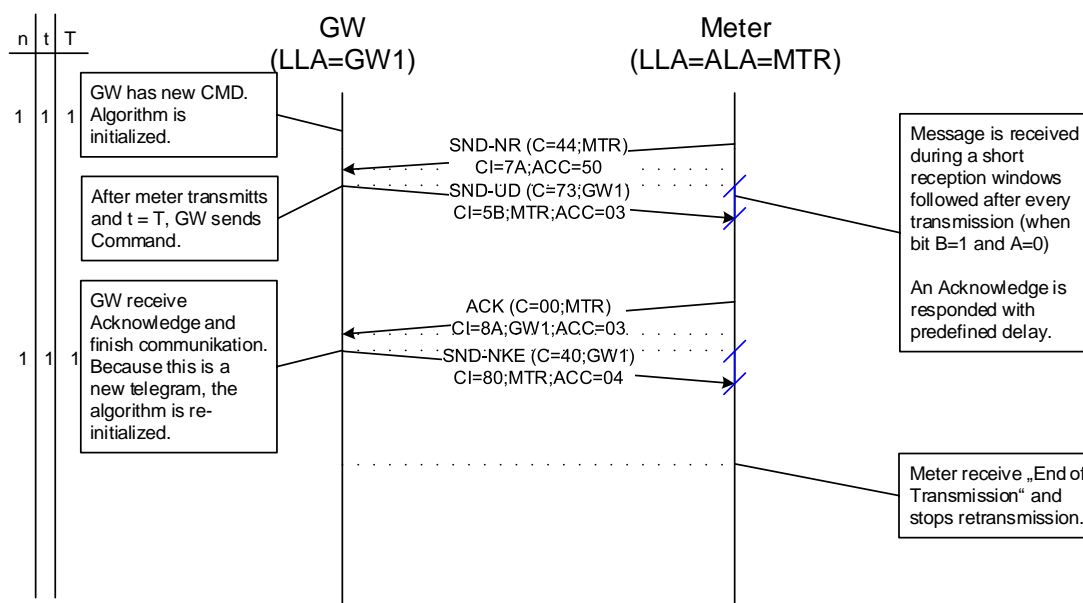 n t T
GW
(LLA=GW1)
Meter
(LLA=ALA=MTR)
1 1 1
GW has new CMD.
Algorithm is
initialized.
SND-NR (C=44;MTR)
CI=7A;ACC=50
After meter transmitts
and t = T, GW sends
Command.
SND-UD (C=73;GW1)
CI=5B;MTR;ACC=03
Message is received
during a short
reception windows
followed after every
transmission (when
bit B=1 and A=0)
An Acknowledge is
responded with
predefined delay.
ACK (C=00;MTR)
CI=8A;GW1;ACC=03
1 1 1
GW receive
Acknowledge and
finish communikation.
Because this is a
new telegram, the
algorithm is re-
initialized.
SND-NKE (C=40;GW1)
CI=80;MTR;ACC=04
Meter receive „End of
Transmission“ and
stops retransmission.